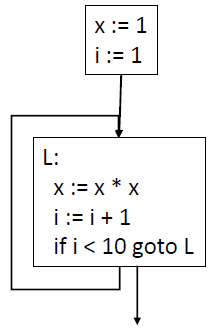 x := 1
i := 1
L:
x := x * x
i := i + 1
if i < 10 goto L